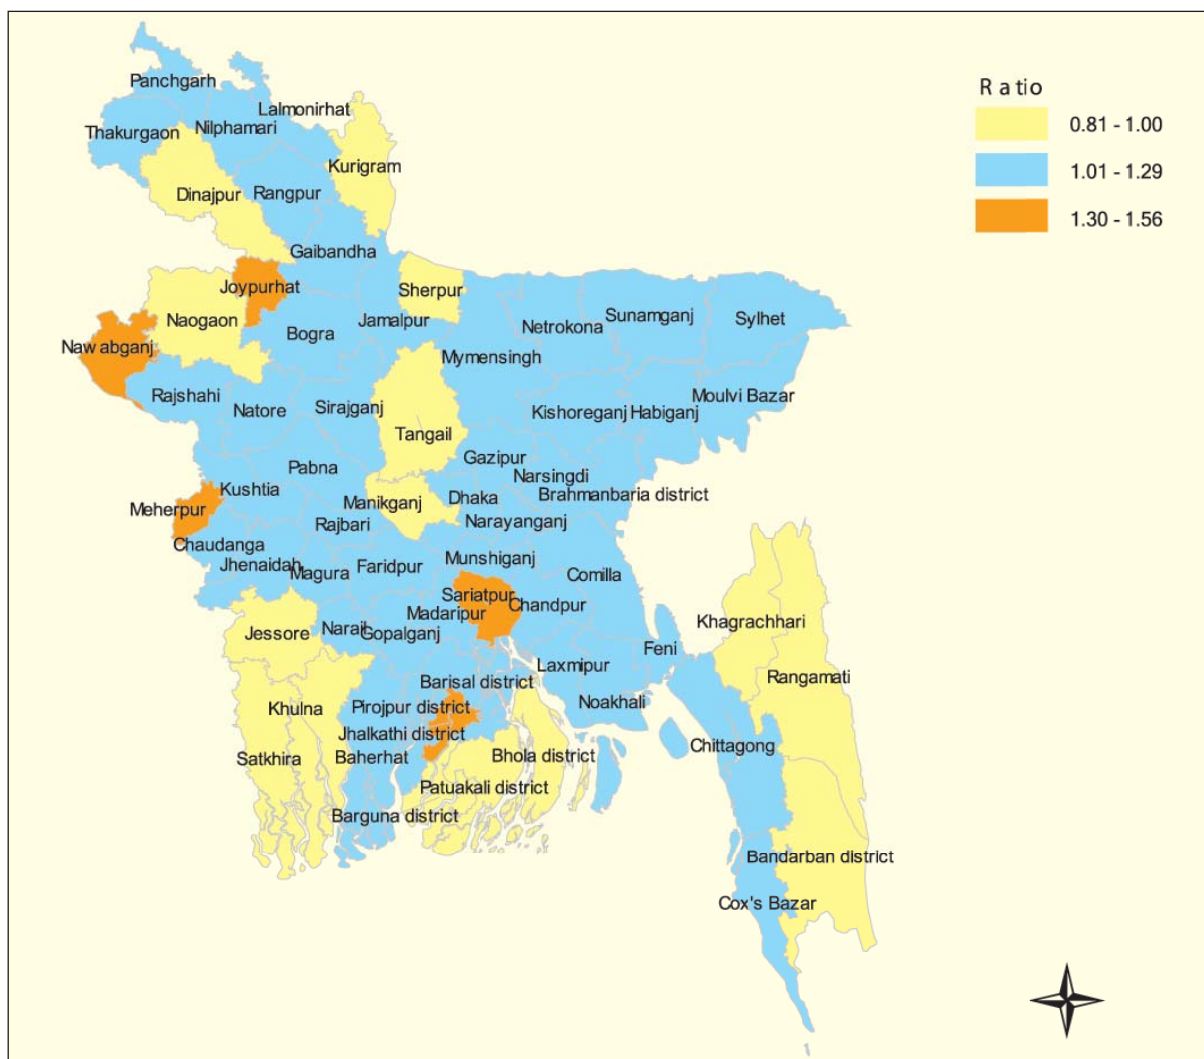 Ratio
0.81 - 1.00
1.01 - 1.29
1.30 - 1.56
Panchgarh
Lalmonirhat
Thakurgaon
Nilphamari
Kurigram
Dinajpur
Rangpur
Gaibandha
Joypurhat
Sherpur
Naogaon
Jamalpur
Bogra
Netrokona
Sunamganj
Sylhet
Nawabganj
Mymensingh
Rajshahi
Natore
Sirajganj
Kishoreganj
Habiganj
Moulvi Bazar
Tangail
Gazipur
Pabna
Narsingdi
Kushtia
Manikganj
Dhaka
Brahmanbaria district
Meherpur
Rajbari
Narayanganj
Chaudanga
Jhenaidah
Magura
Faridpur
Munshiganj
Comilla
Sariatpur
Madaripur
Chandpur
Jessore
Narail
Gopalganj
Khagrachhari
Feni
Laxmipur
Rangamati
Barisal district
Khulna
Pirojpur district
Noakhali
Jhalkathi district
Chittagong
Satkhira
Baherhat
Bhola district
Patuakali district
Barguna district
Bandarban district
Cox's Bazar